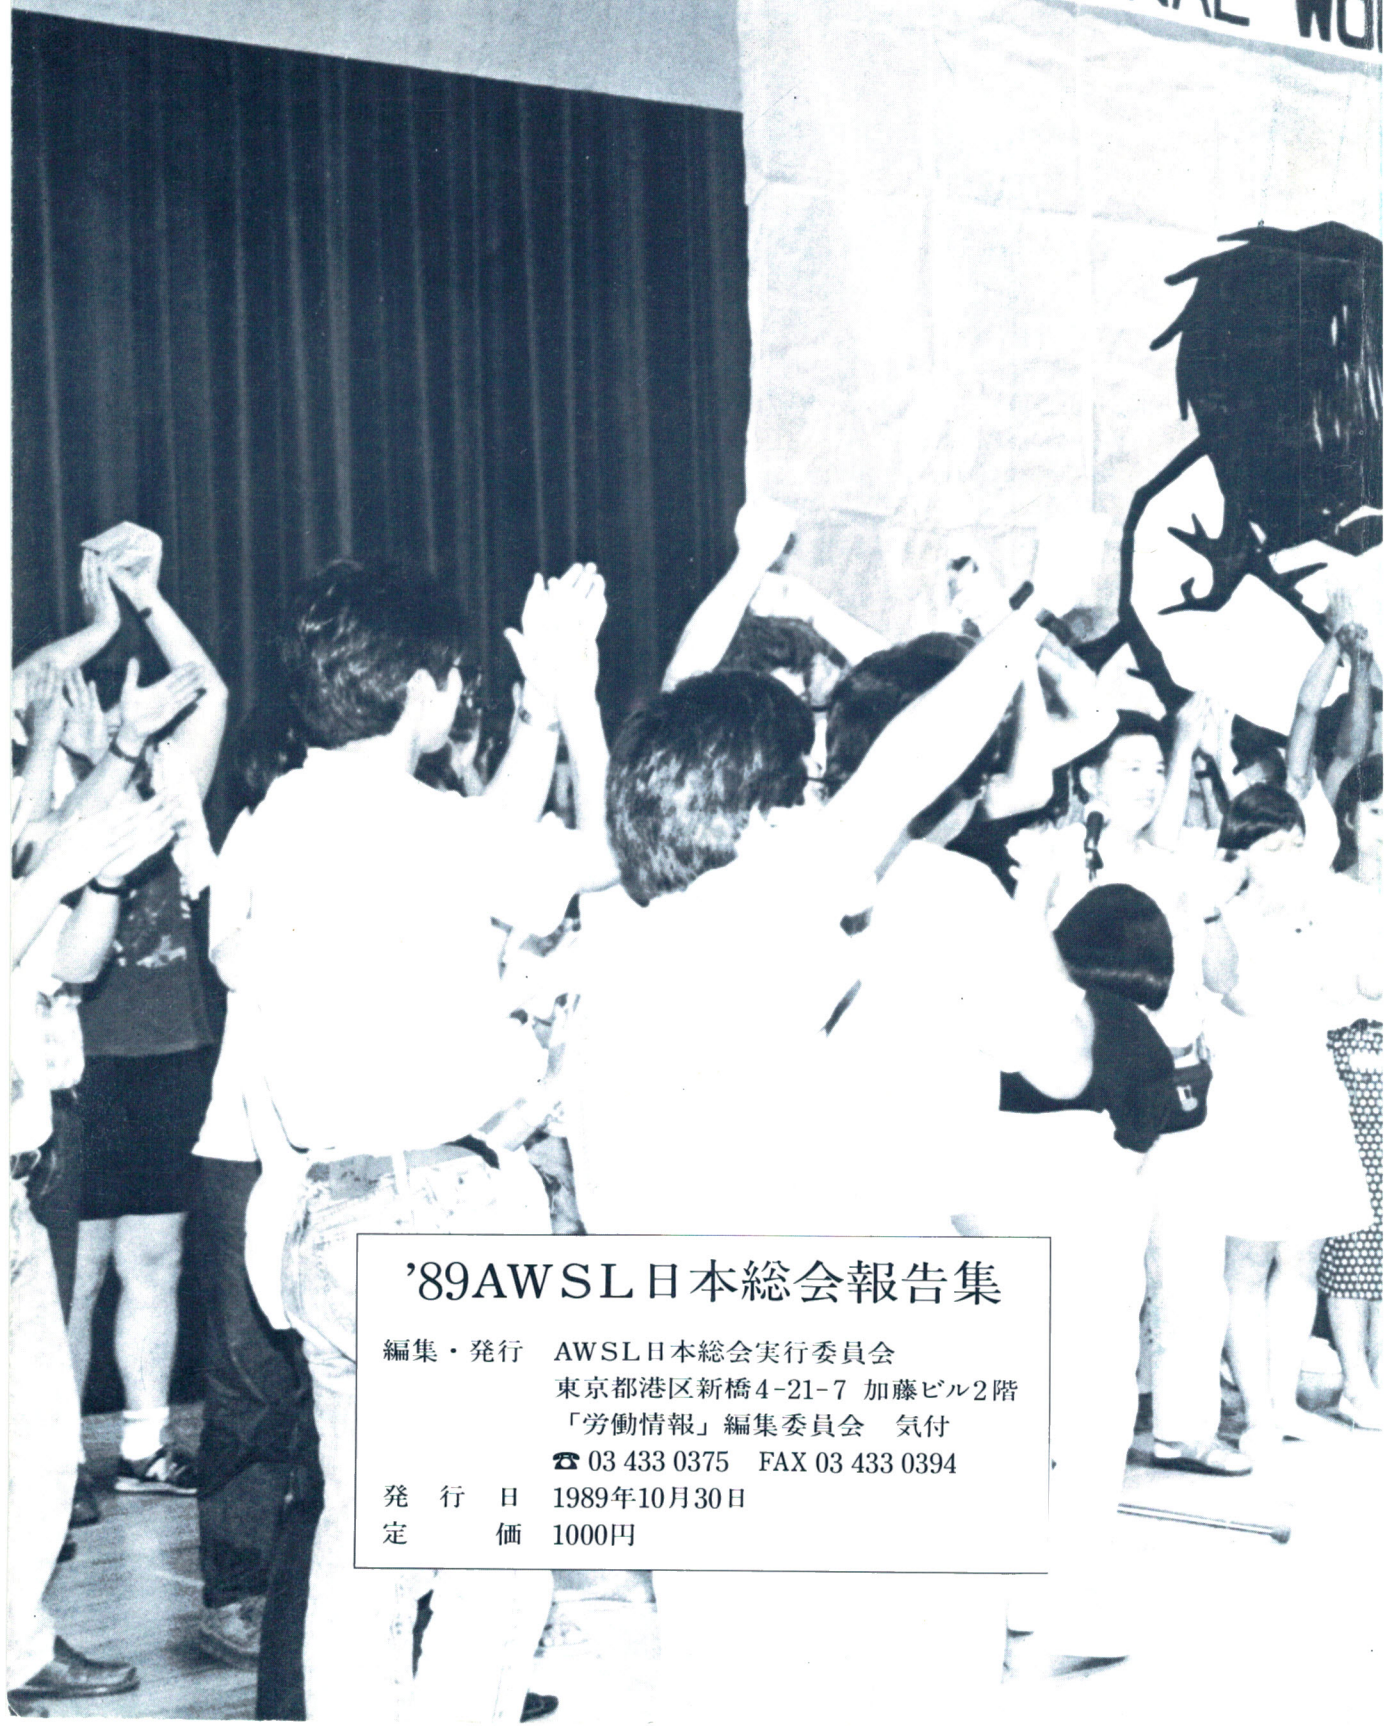 ’89AWSL日本総会報告集
編集・発行 AWSL日本総会実行委員会
東京都港区新橋4-21-7 加藤ビル2階
「労働情報」編集委員会 気付
☎ 03 433 0375 FAX 03 433 0394
発行日 1989年10月30日
定価 1000円